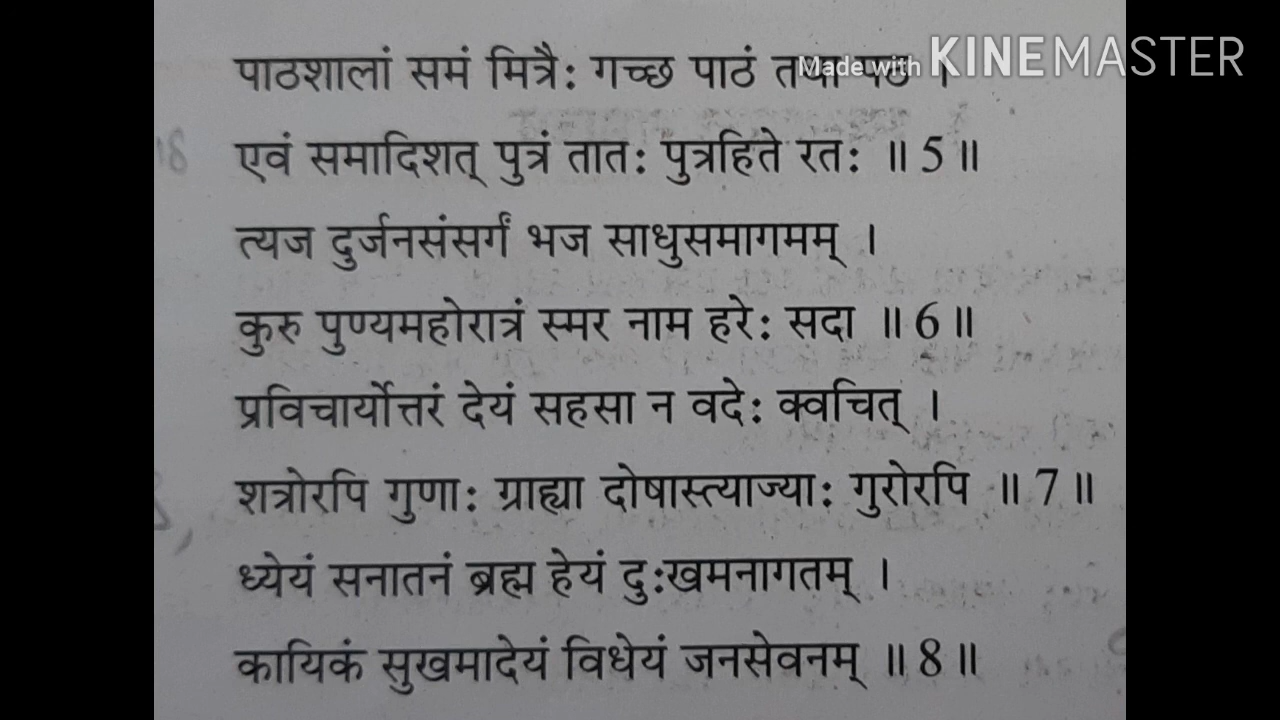 पाठशालां समं मित्रैः गच्छ पाठं तथा पठ ।
Made with KINEMASTER
एवं समादिशत् पुत्रं तातः पुत्रहिते रतः ॥ 5 ॥
त्यज दुर्जनसंसर्गं भज साधुसमागमम् ।
कुरु पुण्यमहोरात्रं स्मर नाम हरेः सदा ॥ 6 ॥
प्रविचार्योत्तरं देयं सहसा न वदेः क्वचित् ।
शत्रोरपि गुणाः ग्राह्या दोषास्त्याज्याः गुरोरपि ॥ 7 ॥
ध्येयं सनातनं ब्रह्म हेयं दुःखमनागतम् ।
कायिकं सुखमादेयं विधेयं जनसेवनम् ॥ 8 ॥